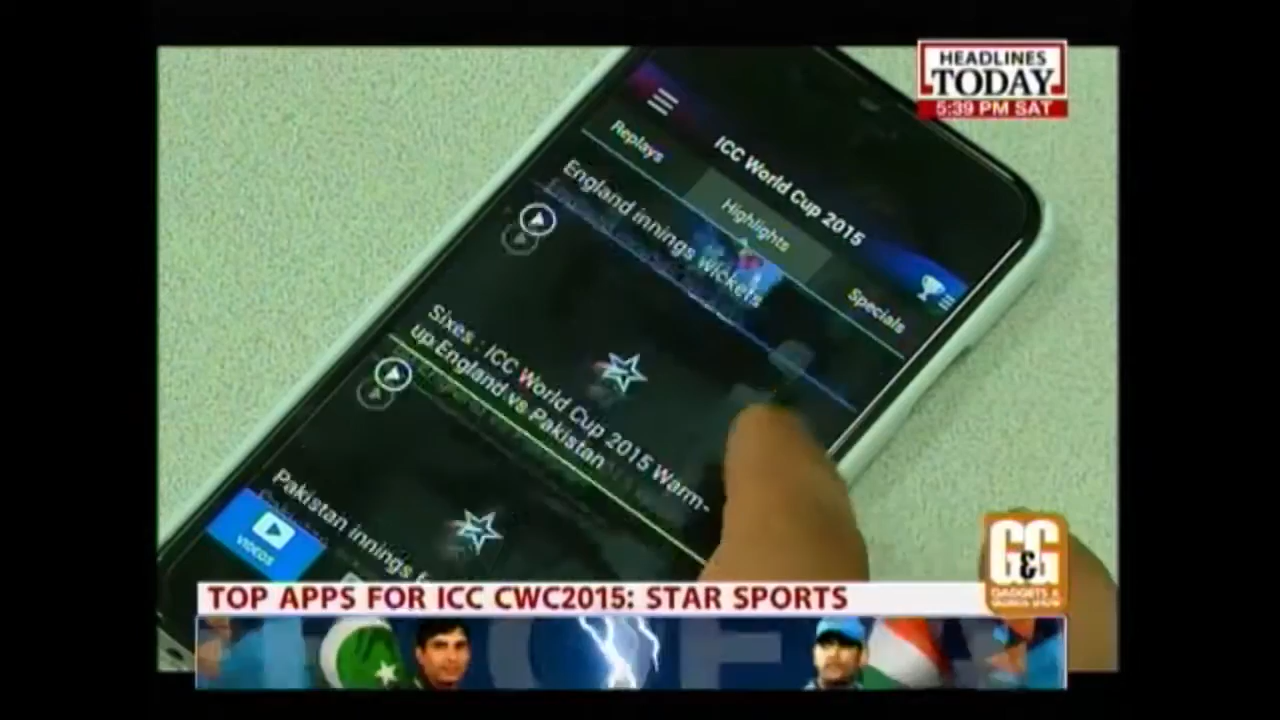 HEADLINES
TODAY
5:39 PM SAT
ICC World Cup 2015
Replays
Highlights
Specials
England innings wickets
Sixes : ICC World Cup 2015 Warm-
up England vs Pakistan
Pakistan innings
VIDEOS
G&G
GADGETS &
TOP APPS FOR ICC CWC2015: STAR SPORTS